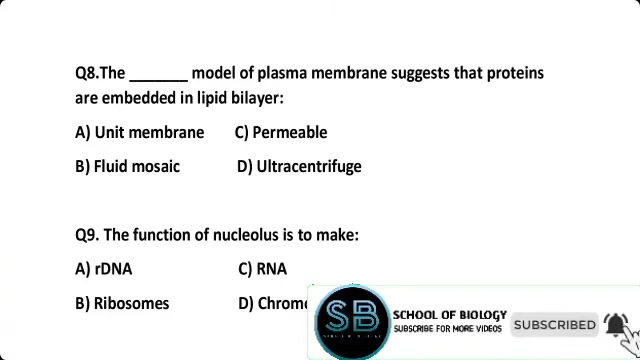 Q8.The _______ model of plasma membrane suggests that proteins
are embedded in lipid bilayer:
A) Unit membrane C) Permeable
B) Fluid mosaic D) Ultracentrifuge
Q9. The function of nucleolus is to make:
A) rDNA C) RNA
B) Ribosomes D) Chromo
SB
SCHOOL OF BIOLOGY
SUBSCRIBE FOR MORE VIDEOS
SUBSCRIBED